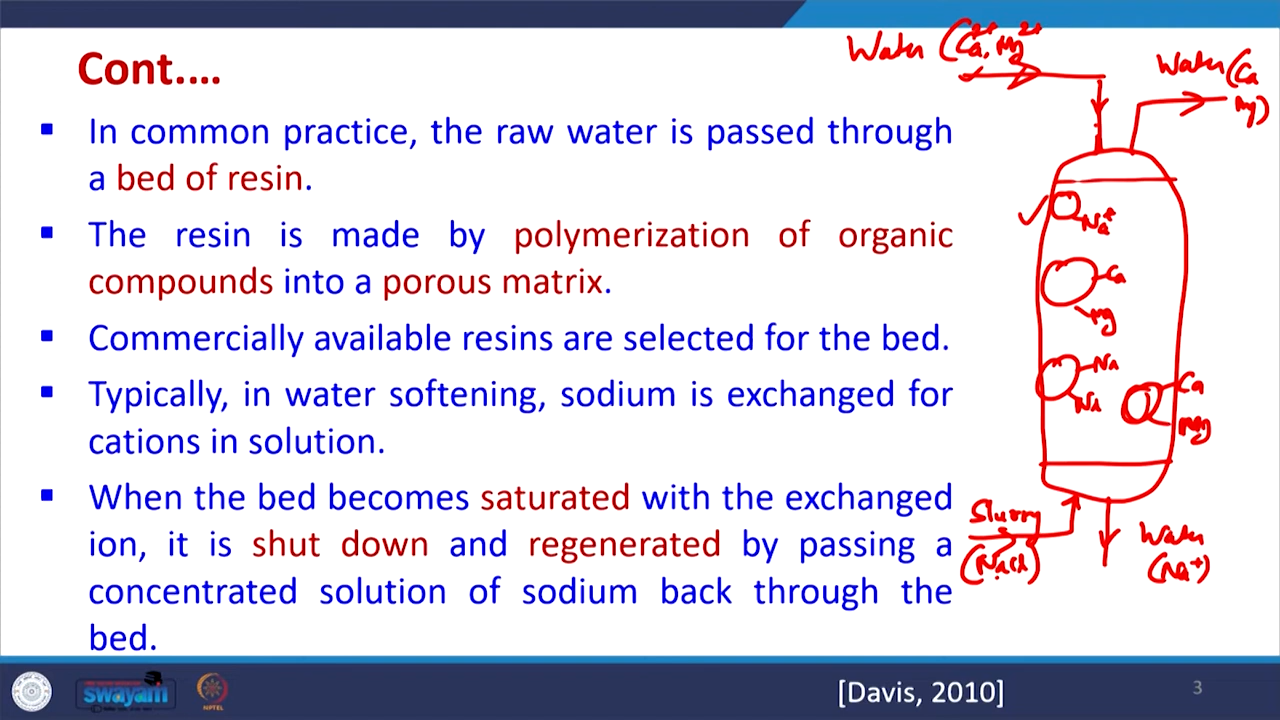 Cont.…
▪ In common practice, the raw water is passed through
a bed of resin.
▪ The resin is made by polymerization of organic
compounds into a porous matrix.
▪ Commercially available resins are selected for the bed.
▪ Typically, in water softening, sodium is exchanged for
cations in solution.
▪ When the bed becomes saturated with the exchanged
ion, it is shut down and regenerated by passing a
concentrated solution of sodium back through the
bed.
Water (Ca²⁺, Mg²⁺
Water (Ca
Mg)
Na⁺
Ca
Mg
Na
Na
Ca
Mg
Slurry
(NaCl)
Water
(Na⁺)
swayam
NPTEL
[Davis, 2010]
3